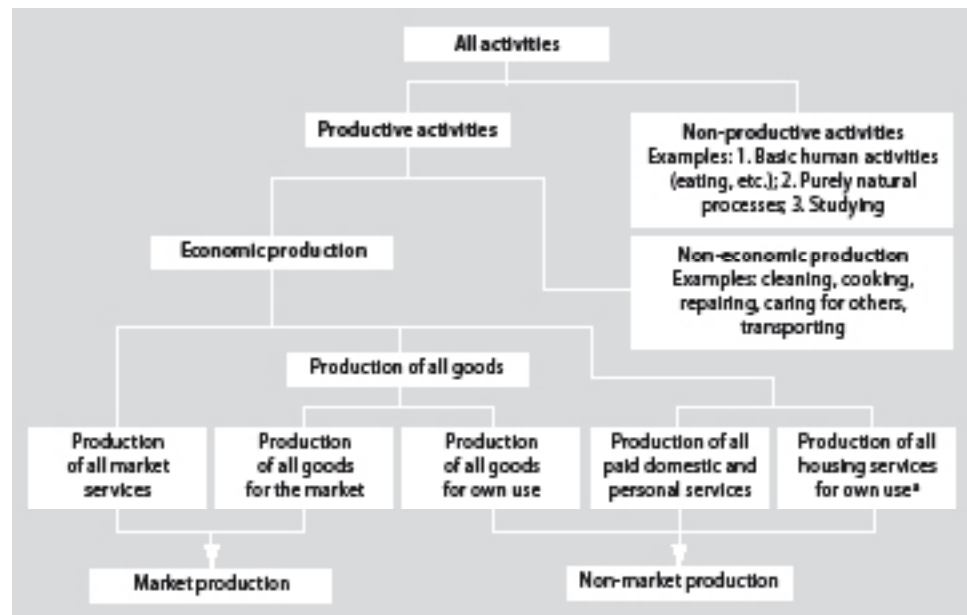 All activities
Productive activities
Non-productive activities
Examples: 1. Basic human activities
(eating, etc.); 2. Purely natural
processes; 3. Studying
Economic production
Non-economic production
Examples: cleaning, cooking,
repairing, caring for others,
transporting
Production of all goods
Production
of all market
services
Production
of all goods
for the market
Production
of all goods
for own use
Production of all
paid domestic and
personal services
Production of all
housing services
for own useᵃ
Market production
Non-market production